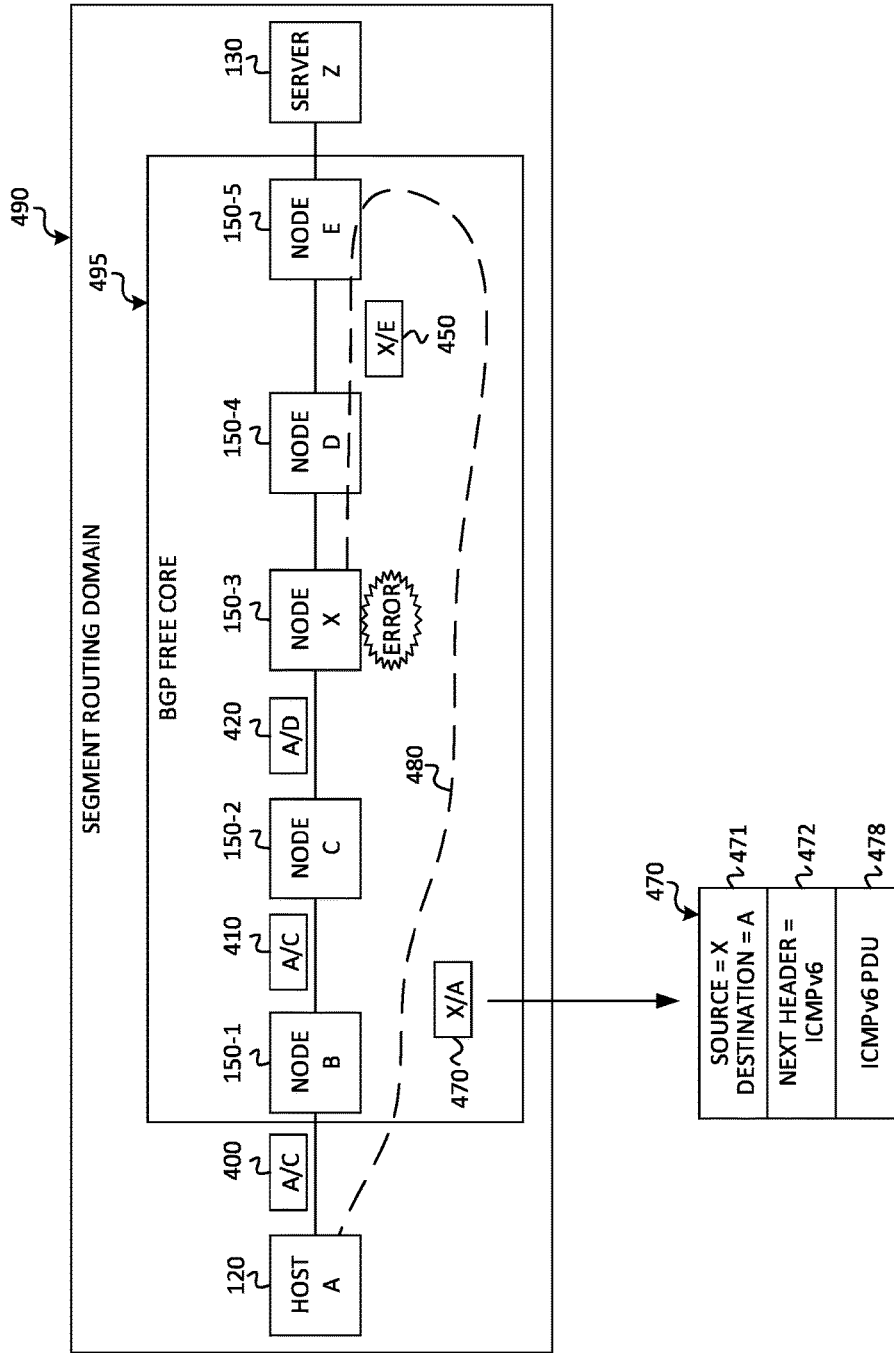 490
SEGMENT ROUTING DOMAIN
495
BGP FREE CORE
120
HOST
A
400
A/C
150-1
NODE
B
410
A/C
150-2
NODE
C
420
A/D
150-3
NODE
X
ERROR
150-4
NODE
D
150-5
NODE
E
130
SERVER
Z
X/E
450
480
X/A
470
470
SOURCE = X
DESTINATION = A
471
NEXT HEADER =
ICMPv6
472
ICMPv6 PDU
478